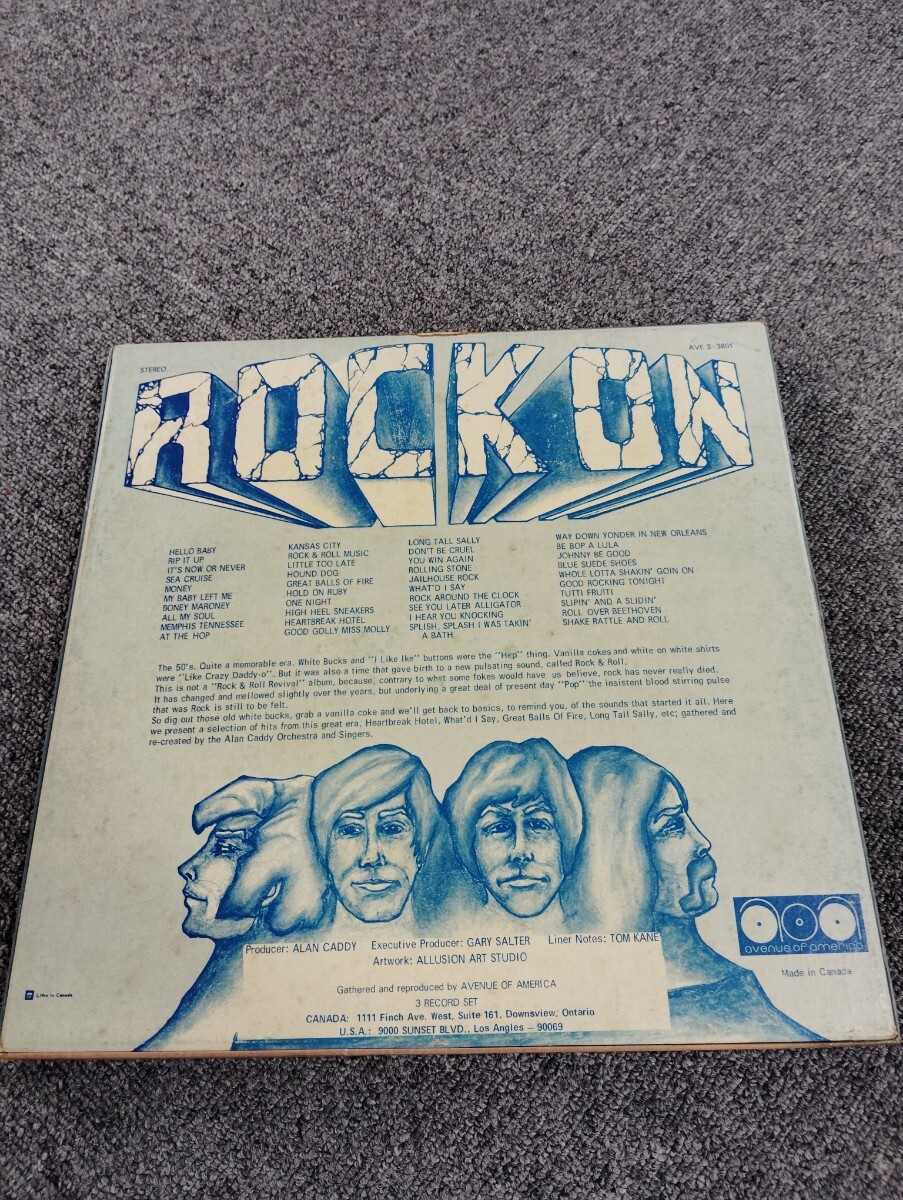 STEREO
AVE 3-3801
ROCK ON
HELLO BABY
RIP IT UP
IT'S NOW OR NEVER
SEA CRUISE
MONEY
MY BABY LEFT ME
BONEY MARONEY
ALL MY SOUL
MEMPHIS TENNESSEE
AT THE HOP
KANSAS CITY
ROCK & ROLL MUSIC
LITTLE TOO LATE
HOUND DOG
GREAT BALLS OF FIRE
HOLD ON RUBY
ONE NIGHT
HIGH HEEL SNEAKERS
HEARTBREAK HOTEL
GOOD GOLLY MISS MOLLY
LONG TALL SALLY
DON'T BE CRUEL
YOU WIN AGAIN
ROLLING STONE
JAILHOUSE ROCK
WHAT'D I SAY
ROCK AROUND THE CLOCK
SEE YOU LATER ALLIGATOR
I HEAR YOU KNOCKING
SPLISH, SPLASH I WAS TAKIN'
A BATH
WAY DOWN YONDER IN NEW ORLEANS
BE BOP A LULA
JOHNNY BE GOOD
BLUE SUEDE SHOES
WHOLE LOTTA SHAKIN' GOIN ON
GOOD ROCKING TONIGHT
TUTTI FRUITI
SLIPIN' AND A SLIDIN'
ROLL OVER BEETHOVEN
SHAKE BATTLE AND ROLL
The 50's. Quite a memorable era. White Bucks and "I Like Ike" buttons were the "Hep" thing. Vanilla cokes and white on white shirts
were "Like Crazy Daddy-o". But it was also a time that gave birth to a new pulsating sound, called Rock & Roll.
This is not a "Rock & Roll Revival" album, because, contrary to what some fokes would have us believe, rock has never really died.
It has changed and mellowed slightly over the years, but underlying a great deal of present day "Pop" the insistent blood stirring pulse
that was Rock is still to be felt.
So dig out those old white bucks, grab a vanilla coke and we'll get back to basics, to remind you, of the sounds that started it all. Here
we present a selection of hits from this great era, Heartbreak Hotel, What'd I Say, Great Balls Of Fire, Long Tall Sally, etc; gathered and
re-created by the Alan Caddy Orchestra and Singers.
Producer: ALAN CADDY Executive Producer: GARY SALTER Liner Notes: TOM KANE
Artwork: ALLUSION ART STUDIO
Gathered and reproduced by AVENUE OF AMERICA
3 RECORD SET
CANADA: 1111 Finch Ave. West, Suite 161, Downsview, Ontario
U.S.A.: 9000 SUNSET BLVD., Los Angles - 90069
avenue of america
Made in Canada
Litho in Canada